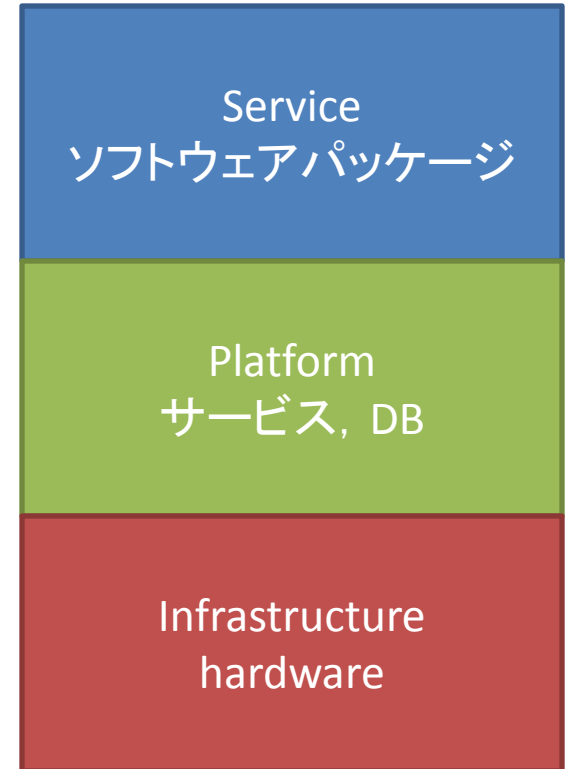 Service
ソフトウェアパッケージ
Platform
サービス, DB
Infrastructure
hardware